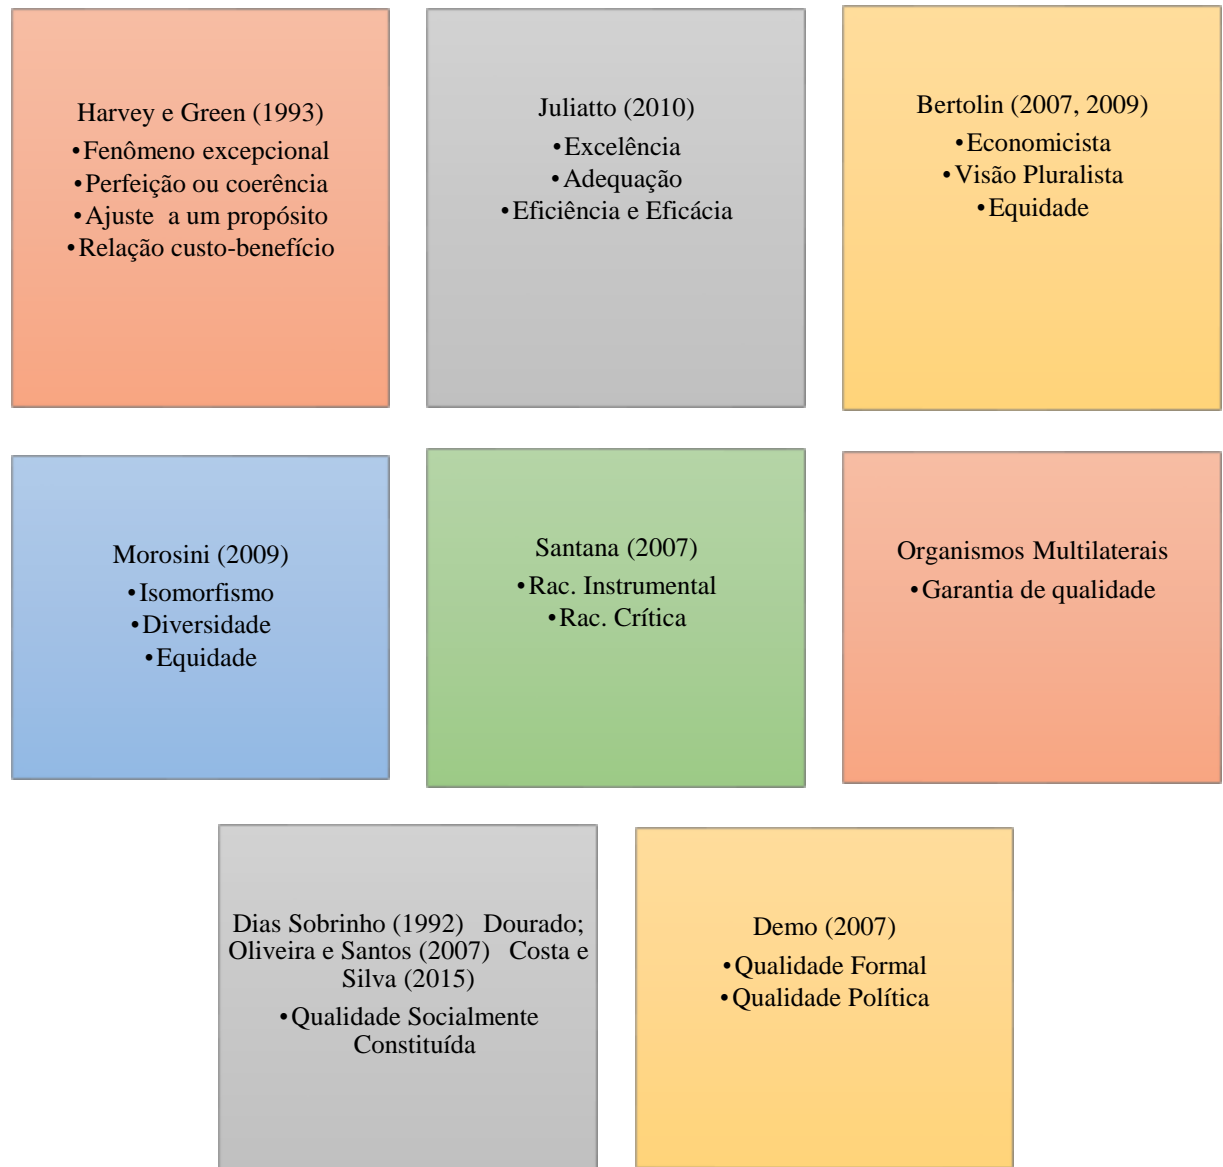 Harvey e Green (1993)
•Fenômeno excepcional
•Perfeição ou coerência
•Ajuste a um propósito
•Relação custo-benefício
Juliatto (2010)
•Excelência
•Adequação
•Eficiência e Eficácia
Bertolin (2007, 2009)
•Economicista
•Visão Pluralista
•Equidade
Morosini (2009)
•Isomorfismo
•Diversidade
•Equidade
Santana (2007)
•Rac. Instrumental
•Rac. Crítica
Organismos Multilaterais
•Garantia de qualidade
Dias Sobrinho (1992) Dourado;
Oliveira e Santos (2007) Costa e
Silva (2015)
•Qualidade Socialmente
Constituída
Demo (2007)
•Qualidade Formal
•Qualidade Política